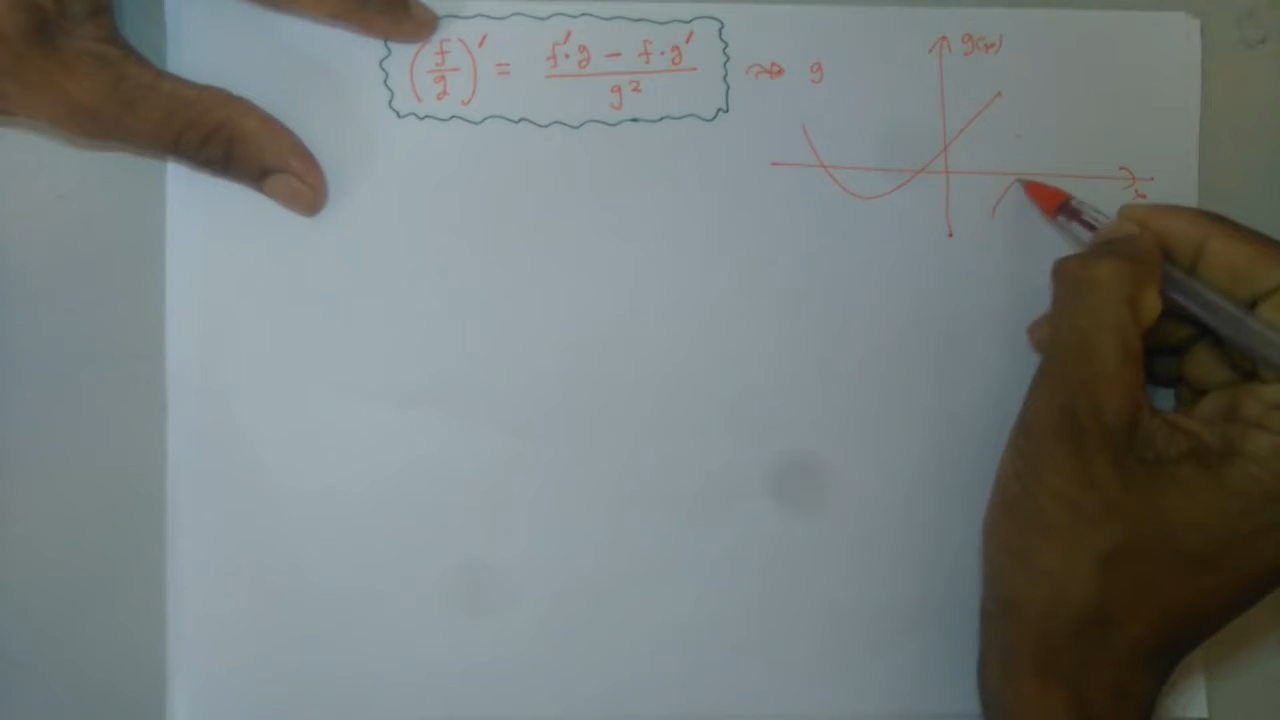 (f/g)' = (f'·g − f·g')/g² ⇝ g
g(x)
x